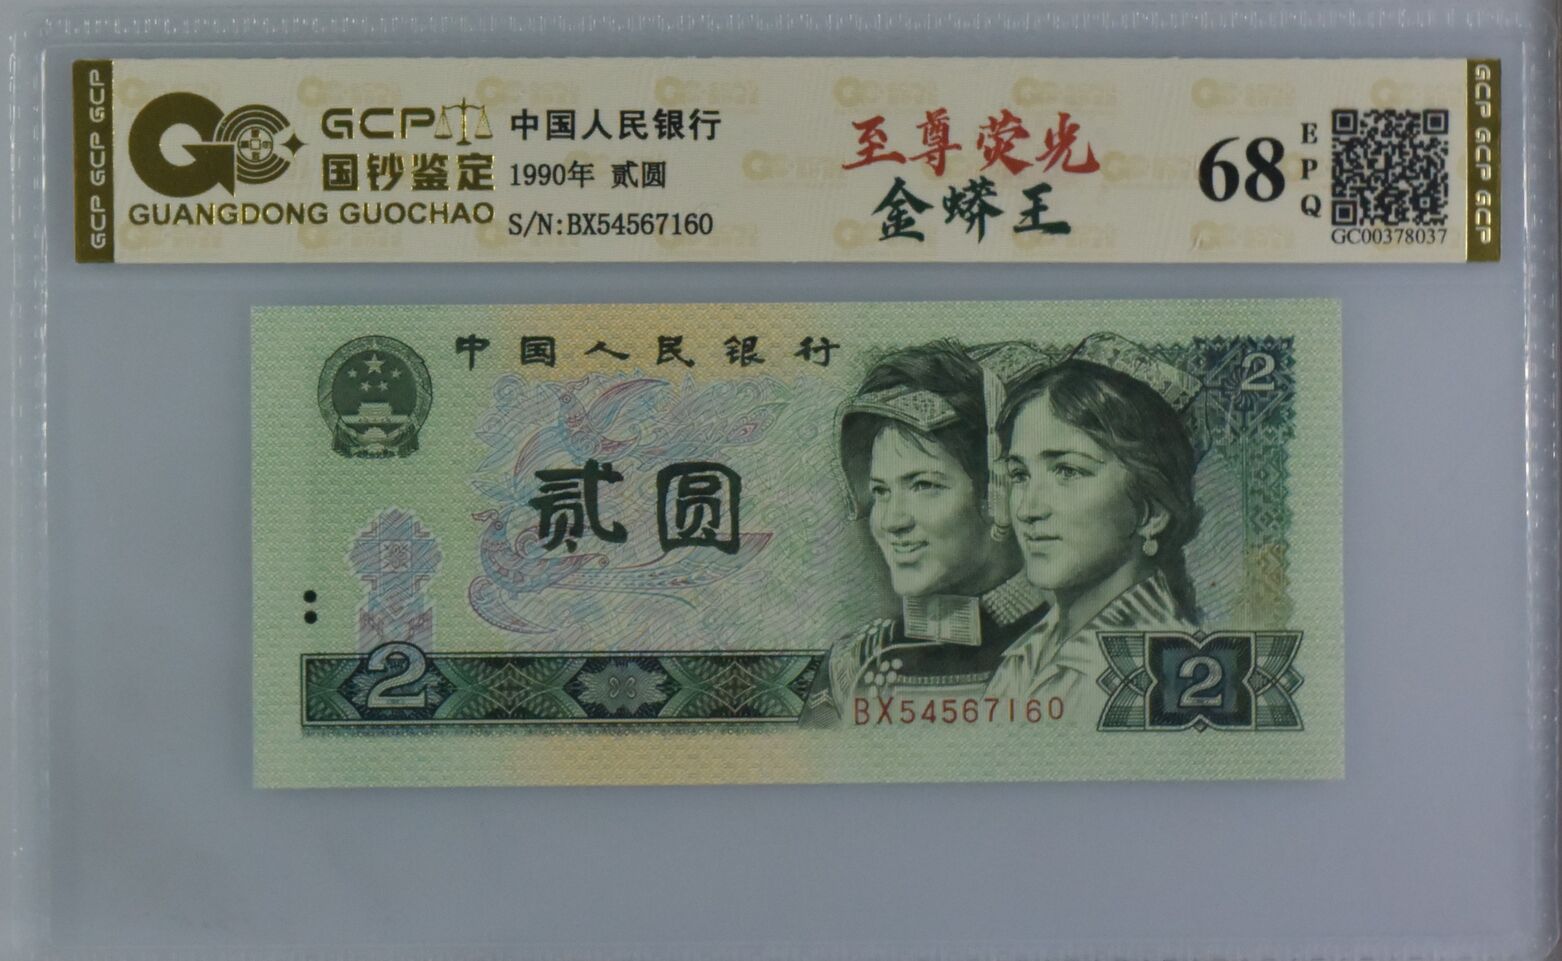 GCP GCP GCP
GCP
国钞鉴定
GUANGDONG GUOCHAO
中国人民银行
1990年 贰圆
S/N:BX54567160
至尊荧光
金蟒王
68
EPQ
GC00378037
GCP GCP GCP
中国人民银行
2
贰圆
2
BX54567160
2